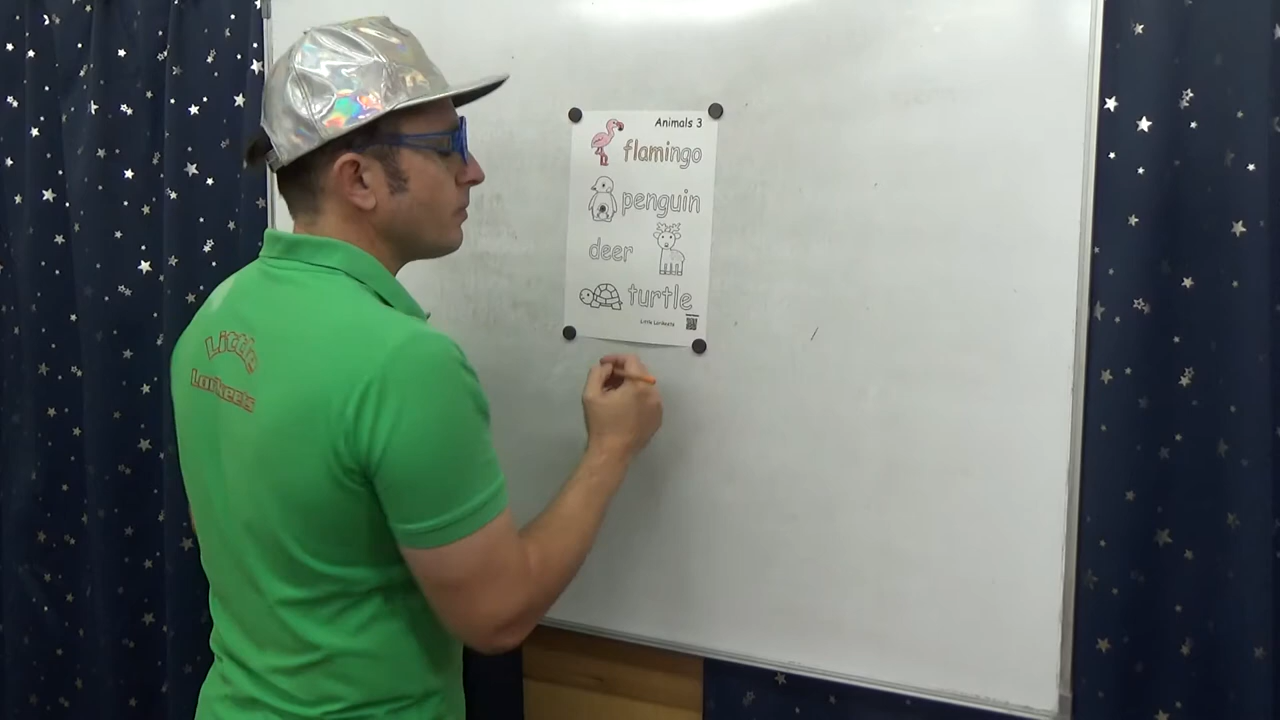 Animals 3
flamingo
penguin
deer
turtle
Little Lorikeets
Little
Lorikeets